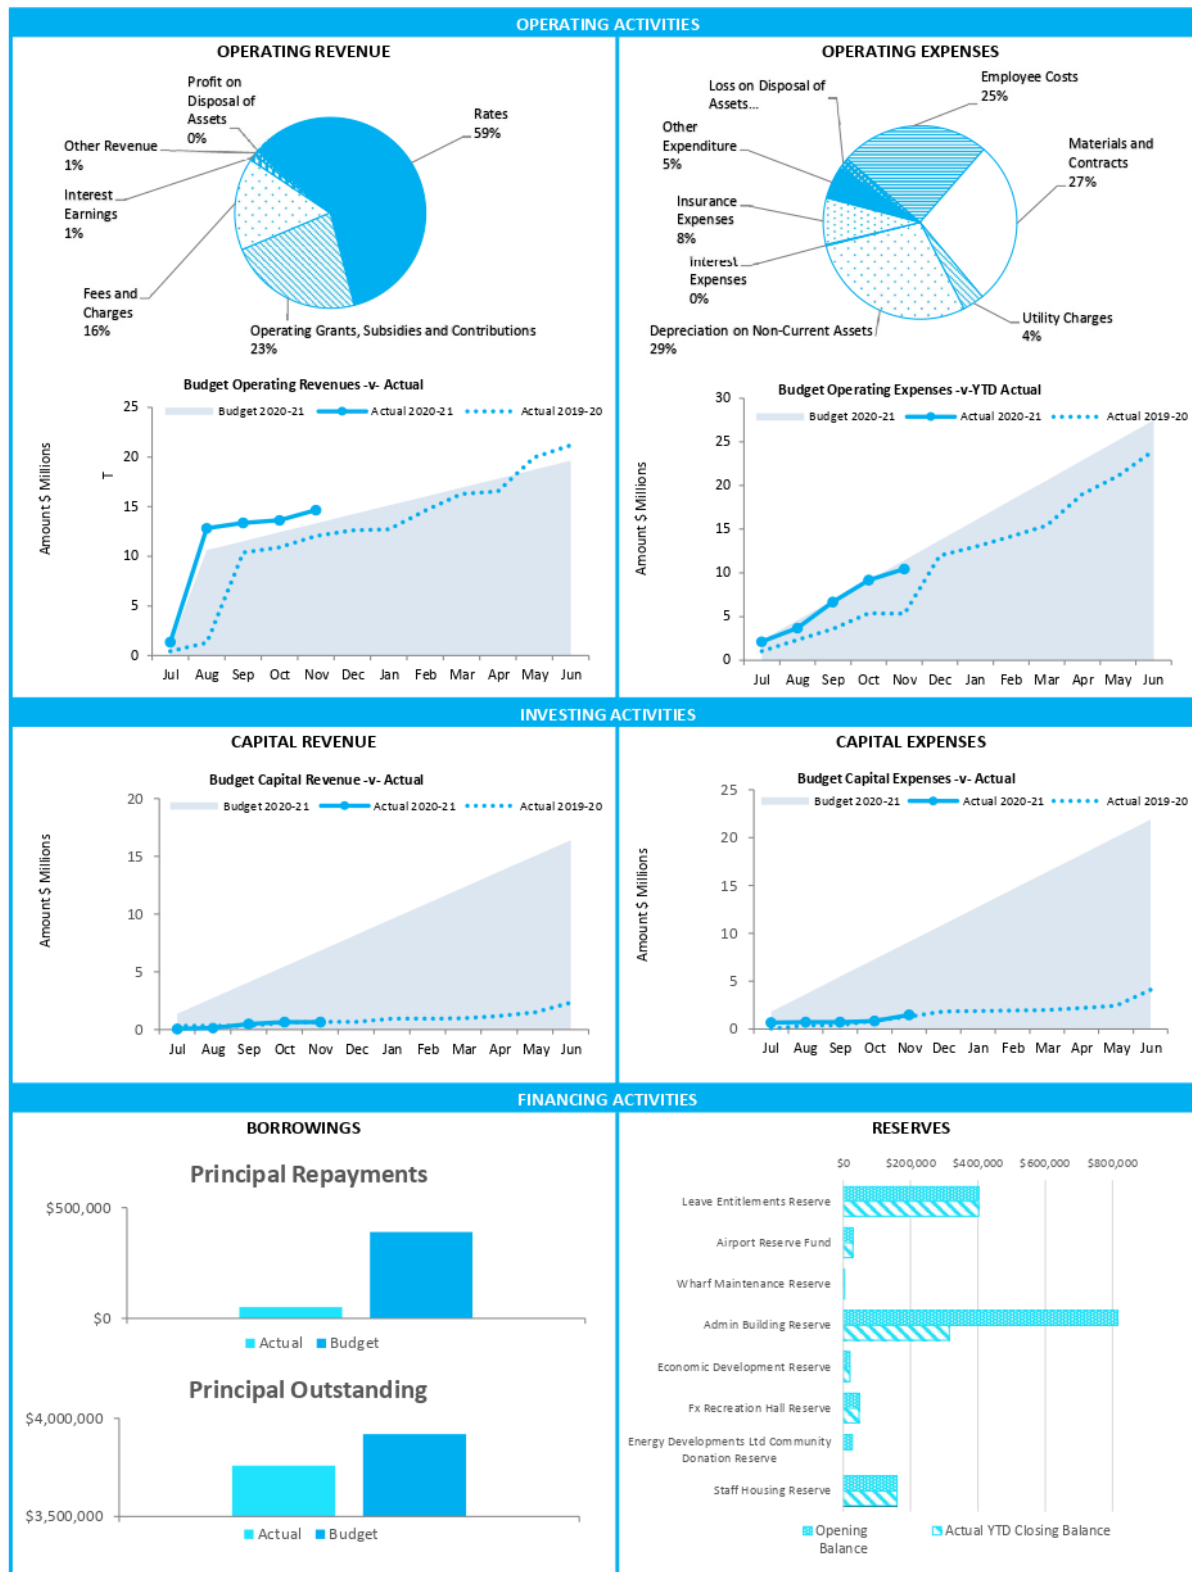 OPERATING ACTIVITIES
OPERATING REVENUE
Profit on
Disposal of
Assets
0%
Rates
59%
Other Revenue
1%
Interest
Earnings
1%
Fees and
Charges
16%
Operating Grants, Subsidies and Contributions
23%
OPERATING EXPENSES
Loss on Disposal of
Assets...
Employee Costs
25%
Other
Expenditure
5%
Materials and
Contracts
27%
Insurance
Expenses
8%
Interest
Expenses
0%
Utility Charges
4%
Depreciation on Non-Current Assets
29%
Budget Operating Revenues -v- Actual
Budget 2020-21
Actual 2020-21
Actual 2019-20
Amount $ Millions
T
25
20
15
10
5
0
Jul Aug Sep Oct Nov Dec Jan Feb Mar Apr May Jun
Budget Operating Expenses -v-YTD Actual
Budget 2020-21
Actual 2020-21
Actual 2019-20
Amount $ Millions
30
25
20
15
10
5
0
Jul Aug Sep Oct Nov Dec Jan Feb Mar Apr May Jun
INVESTING ACTIVITIES
CAPITAL REVENUE
Budget Capital Revenue -v- Actual
Budget 2020-21
Actual 2020-21
Actual 2019-20
Amount $ Millions
20
15
10
5
0
Jul Aug Sep Oct Nov Dec Jan Feb Mar Apr May Jun
CAPITAL EXPENSES
Budget Capital Expenses -v- Actual
Budget 2020-21
Actual 2020-21
Actual 2019-20
Amount $ Millions
25
20
15
10
5
0
Jul Aug Sep Oct Nov Dec Jan Feb Mar Apr May Jun
FINANCING ACTIVITIES
BORROWINGS
Principal Repayments
$500,000
$0
Actual
Budget
Principal Outstanding
$4,000,000
$3,500,000
Actual
Budget
RESERVES
$0 $200,000 $400,000 $600,000 $800,000
Leave Entitlements Reserve
Airport Reserve Fund
Wharf Maintenance Reserve
Admin Building Reserve
Economic Development Reserve
Fx Recreation Hall Reserve
Energy Developments Ltd Community
Donation Reserve
Staff Housing Reserve
Opening
Balance
Actual YTD Closing Balance